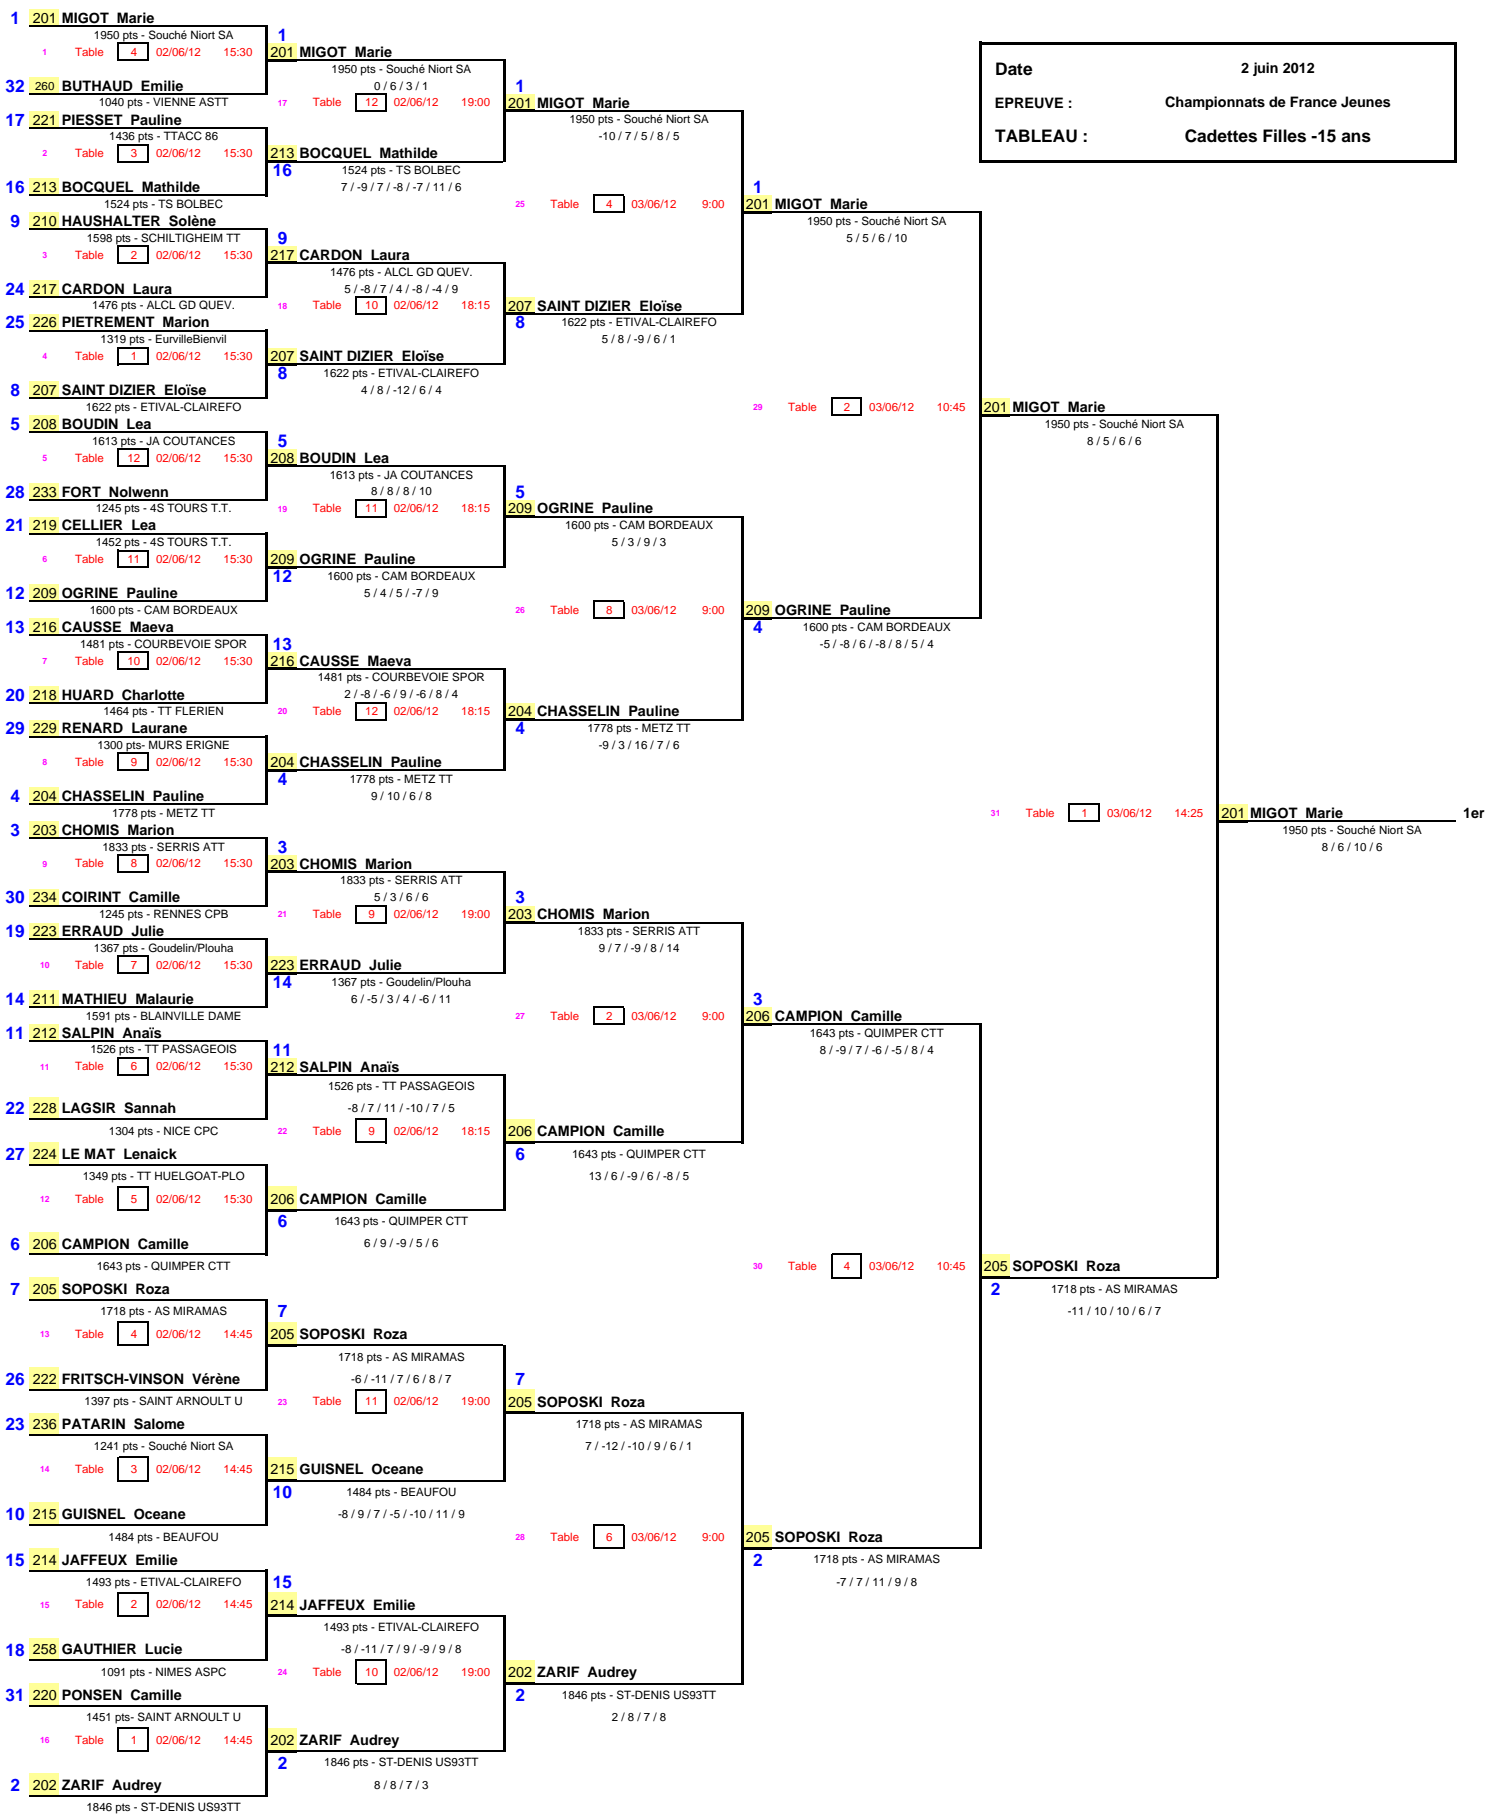 Date 2 juin 2012
EPREUVE : Championnats de France Jeunes
TABLEAU : Cadettes Filles -15 ans
1 201 MIGOT Marie
1950 pts - Souché Niort SA
1 Table 4 02/06/12 15:30
32 260 BUTHAUD Emilie
1040 pts - VIENNE ASTT
17 221 PIESSET Pauline
1436 pts - TTACC 86
2 Table 3 02/06/12 15:30
16 213 BOCQUEL Mathilde
1524 pts - TS BOLBEC
9 210 HAUSHALTER Solène
1598 pts - SCHILTIGHEIM TT
3 Table 2 02/06/12 15:30
24 217 CARDON Laura
1476 pts - ALCL GD QUEV.
25 226 PIETREMENT Marion
1319 pts - EurvilleBienvil
4 Table 1 02/06/12 15:30
8 207 SAINT DIZIER Eloïse
1622 pts - ETIVAL-CLAIREFO
5 208 BOUDIN Lea
1613 pts - JA COUTANCES
5 Table 12 02/06/12 15:30
28 233 FORT Nolwenn
1245 pts - 4S TOURS T.T.
21 219 CELLIER Lea
1452 pts - 4S TOURS T.T.
6 Table 11 02/06/12 15:30
12 209 OGRINE Pauline
1600 pts - CAM BORDEAUX
13 216 CAUSSE Maeva
1481 pts - COURBEVOIE SPOR
7 Table 10 02/06/12 15:30
20 218 HUARD Charlotte
1464 pts - TT FLERIEN
29 229 RENARD Laurane
1300 pts- MURS ERIGNE
8 Table 9 02/06/12 15:30
4 204 CHASSELIN Pauline
1778 pts - METZ TT
3 203 CHOMIS Marion
1833 pts - SERRIS ATT
9 Table 8 02/06/12 15:30
30 234 COIRINT Camille
1245 pts - RENNES CPB
19 223 ERRAUD Julie
1367 pts - Goudelin/Plouha
10 Table 7 02/06/12 15:30
14 211 MATHIEU Malaurie
1591 pts - BLAINVILLE DAME
11 212 SALPIN Anaïs
1526 pts - TT PASSAGEOIS
11 Table 6 02/06/12 15:30
22 228 LAGSIR Sannah
1304 pts - NICE CPC
27 224 LE MAT Lenaick
1349 pts - TT HUELGOAT-PLO
12 Table 5 02/06/12 15:30
6 206 CAMPION Camille
1643 pts - QUIMPER CTT
7 205 SOPOSKI Roza
1718 pts - AS MIRAMAS
13 Table 4 02/06/12 14:45
26 222 FRITSCH-VINSON Vérène
1397 pts - SAINT ARNOULT U
23 236 PATARIN Salome
1241 pts - Souché Niort SA
14 Table 3 02/06/12 14:45
10 215 GUISNEL Oceane
1484 pts - BEAUFOU
15 214 JAFFEUX Emilie
1493 pts - ETIVAL-CLAIREFO
15 Table 2 02/06/12 14:45
18 258 GAUTHIER Lucie
1091 pts - NIMES ASPC
31 220 PONSEN Camille
1451 pts- SAINT ARNOULT U
16 Table 1 02/06/12 14:45
2 202 ZARIF Audrey
1846 pts - ST-DENIS US93TT
1
201 MIGOT Marie
1950 pts - Souché Niort SA
0 / 6 / 3 / 1
17 Table 12 02/06/12 19:00
213 BOCQUEL Mathilde
16
1524 pts - TS BOLBEC
7 / -9 / 7 / -8 / -7 / 11 / 6
9
217 CARDON Laura
1476 pts - ALCL GD QUEV.
5 / -8 / 7 / 4 / -8 / -4 / 9
18 Table 10 02/06/12 18:15
207 SAINT DIZIER Eloïse
8
1622 pts - ETIVAL-CLAIREFO
4 / 8 / -12 / 6 / 4
5
208 BOUDIN Lea
1613 pts - JA COUTANCES
8 / 8 / 8 / 10
19 Table 11 02/06/12 18:15
209 OGRINE Pauline
12
1600 pts - CAM BORDEAUX
5 / 4 / 5 / -7 / 9
13
216 CAUSSE Maeva
1481 pts - COURBEVOIE SPOR
2 / -8 / -6 / 9 / -6 / 8 / 4
20 Table 12 02/06/12 18:15
204 CHASSELIN Pauline
4
1778 pts - METZ TT
9 / 10 / 6 / 8
3
203 CHOMIS Marion
1833 pts - SERRIS ATT
5 / 3 / 6 / 6
21 Table 9 02/06/12 19:00
223 ERRAUD Julie
14
1367 pts - Goudelin/Plouha
6 / -5 / 3 / 4 / -6 / 11
11
212 SALPIN Anaïs
1526 pts - TT PASSAGEOIS
-8 / 7 / 11 / -10 / 7 / 5
22 Table 9 02/06/12 18:15
206 CAMPION Camille
6
1643 pts - QUIMPER CTT
6 / 9 / -9 / 5 / 6
7
205 SOPOSKI Roza
1718 pts - AS MIRAMAS
-6 / -11 / 7 / 6 / 8 / 7
23 Table 11 02/06/12 19:00
215 GUISNEL Oceane
10
1484 pts - BEAUFOU
-8 / 9 / 7 / -5 / -10 / 11 / 9
15
214 JAFFEUX Emilie
1493 pts - ETIVAL-CLAIREFO
-8 / -11 / 7 / 9 / -9 / 9 / 8
24 Table 10 02/06/12 19:00
202 ZARIF Audrey
2
1846 pts - ST-DENIS US93TT
8 / 8 / 7 / 3
1
201 MIGOT Marie
1950 pts - Souché Niort SA
-10 / 7 / 5 / 8 / 5
25 Table 4 03/06/12 9:00
207 SAINT DIZIER Eloïse
8
1622 pts - ETIVAL-CLAIREFO
5 / 8 / -9 / 6 / 1
5
209 OGRINE Pauline
1600 pts - CAM BORDEAUX
5 / 3 / 9 / 3
26 Table 8 03/06/12 9:00
204 CHASSELIN Pauline
4
1778 pts - METZ TT
-9 / 3 / 16 / 7 / 6
3
203 CHOMIS Marion
1833 pts - SERRIS ATT
9 / 7 / -9 / 8 / 14
27 Table 2 03/06/12 9:00
206 CAMPION Camille
6
1643 pts - QUIMPER CTT
13 / 6 / -9 / 6 / -8 / 5
7
205 SOPOSKI Roza
1718 pts - AS MIRAMAS
7 / -12 / -10 / 9 / 6 / 1
28 Table 6 03/06/12 9:00
202 ZARIF Audrey
2
1846 pts - ST-DENIS US93TT
2 / 8 / 7 / 8
1
201 MIGOT Marie
1950 pts - Souché Niort SA
5 / 5 / 6 / 10
29 Table 2 03/06/12 10:45
209 OGRINE Pauline
4
1600 pts - CAM BORDEAUX
-5 / -8 / 6 / -8 / 8 / 5 / 4
3
206 CAMPION Camille
1643 pts - QUIMPER CTT
8 / -9 / 7 / -6 / -5 / 8 / 4
30 Table 4 03/06/12 10:45
205 SOPOSKI Roza
2
1718 pts - AS MIRAMAS
-7 / 7 / 11 / 9 / 8
201 MIGOT Marie
1950 pts - Souché Niort SA
8 / 5 / 6 / 6
31 Table 1 03/06/12 14:25
205 SOPOSKI Roza
2
1718 pts - AS MIRAMAS
-11 / 10 / 10 / 6 / 7
201 MIGOT Marie 1er
1950 pts - Souché Niort SA
8 / 6 / 10 / 6